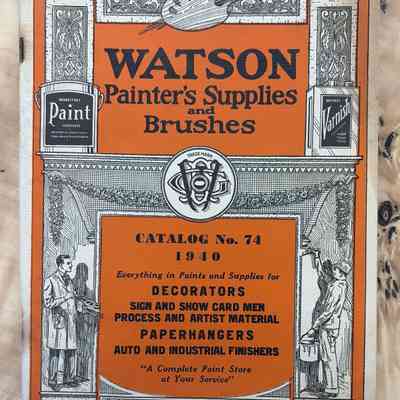 WATSON
Painter's Supplies
and
Brushes
Paint
Varnish
TRADE MARK
CATALOG No. 74
1940
Everything in Paints and Supplies for
DECORATORS
SIGN AND SHOW CARD MEN
PROCESS AND ARTIST MATERIAL
PAPERHANGERS
AUTO AND INDUSTRIAL FINISHERS
"A Complete Paint Store
at Your Service"